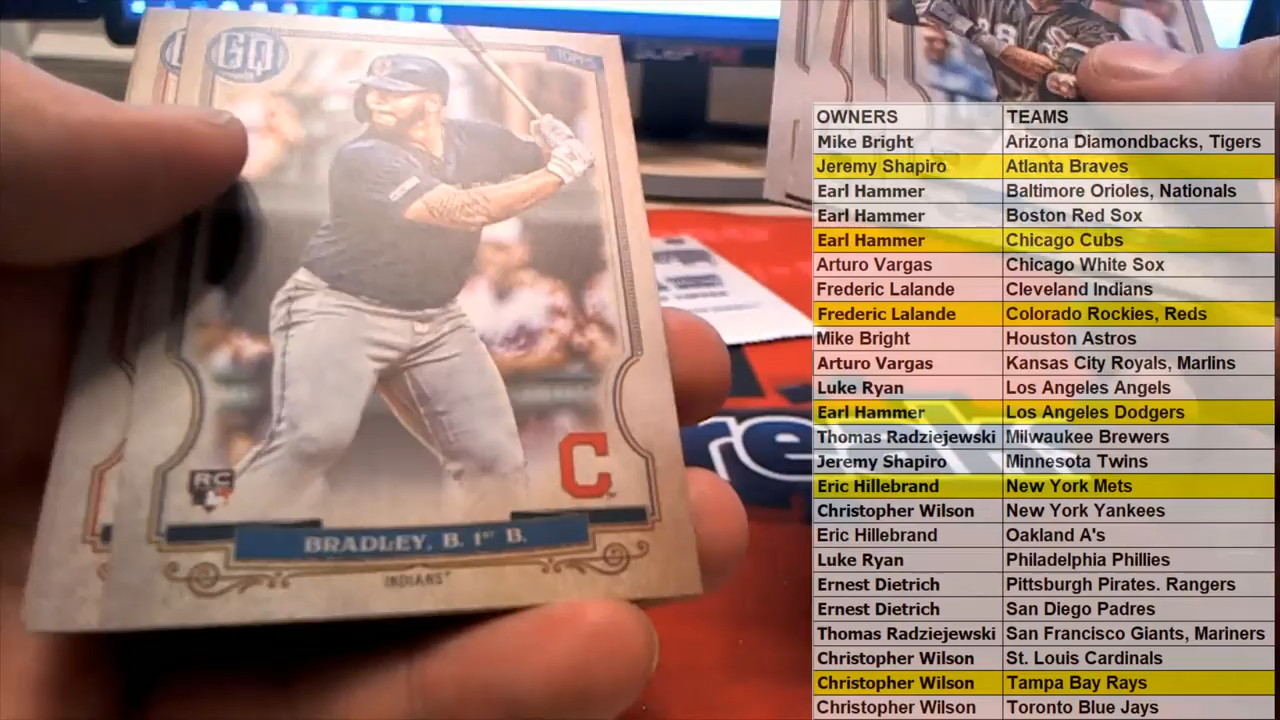 GQ
TOPPS
C
RC
BRADLEY, B. 1ST B.
INDIANS
OWNERS TEAMS
Mike Bright Arizona Diamondbacks, Tigers
Jeremy Shapiro Atlanta Braves
Earl Hammer Baltimore Orioles, Nationals
Earl Hammer Boston Red Sox
Earl Hammer Chicago Cubs
Arturo Vargas Chicago White Sox
Frederic Lalande Cleveland Indians
Frederic Lalande Colorado Rockies, Reds
Mike Bright Houston Astros
Arturo Vargas Kansas City Royals, Marlins
Luke Ryan Los Angeles Angels
Earl Hammer Los Angeles Dodgers
Thomas Radziejewski Milwaukee Brewers
Jeremy Shapiro Minnesota Twins
Eric Hillebrand New York Mets
Christopher Wilson New York Yankees
Eric Hillebrand Oakland A's
Luke Ryan Philadelphia Phillies
Ernest Dietrich Pittsburgh Pirates. Rangers
Ernest Dietrich San Diego Padres
Thomas Radziejewski San Francisco Giants, Mariners
Christopher Wilson St. Louis Cardinals
Christopher Wilson Tampa Bay Rays
Christopher Wilson Toronto Blue Jays